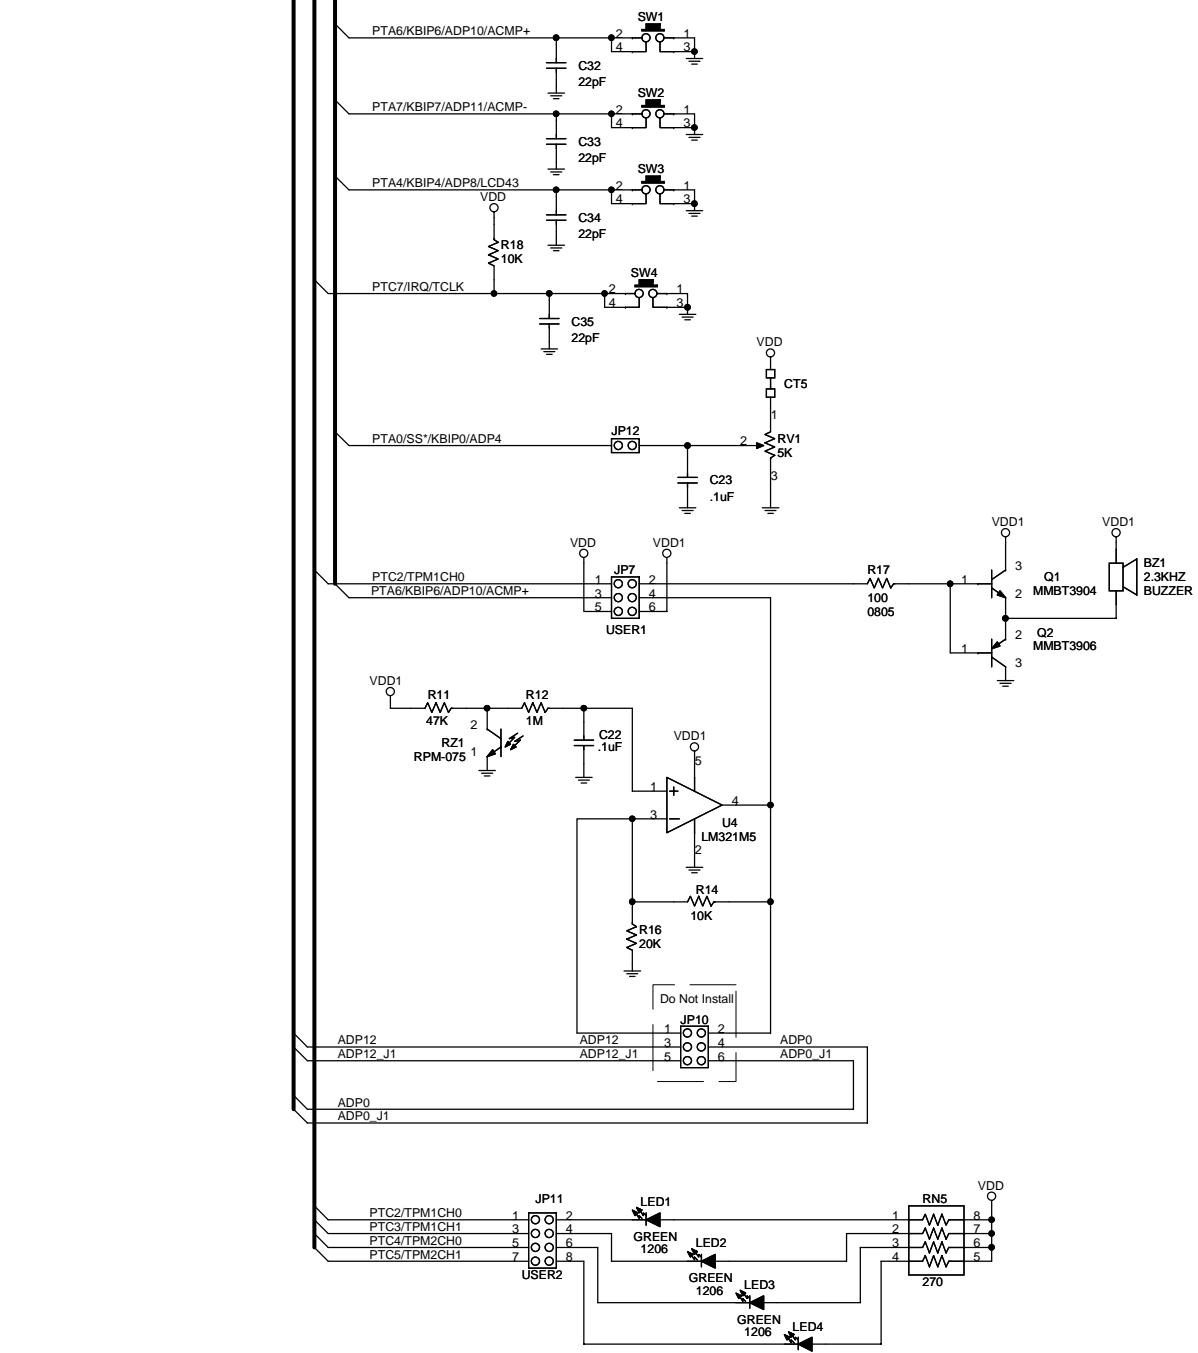 SW1
PTA6/KBIP6/ADP10/ACMP+
2 1
4 3
C32
22pF
SW2
PTA7/KBIP7/ADP11/ACMP-
2 1
4 3
C33
22pF
SW3
PTA4/KBIP4/ADP8/LCD43
2 1
4 3
VDD
C34
22pF
R18
10K
SW4
PTC7/IRQ/TCLK
2 1
4 3
C35
22pF
VDD
CT5
1
JP12
PTA0/SS*/KBIP0/ADP4
2
RV1
5K
3
C23
.1uF
VDD VDD1
JP7
PTC2/TPM1CH0
1 2
PTA6/KBIP6/ADP10/ACMP+
3 4
5 6
USER1
R17
100
0805
VDD1
1
3
2
Q1
MMBT3904
VDD1
BZ1
2.3KHZ
BUZZER
1
2
3
Q2
MMBT3906
VDD1
R11
47K
R12
1M
2
RZ1
RPM-075
1
C22
.1uF
VDD1
5
1
+
3
−
4
2
U4
LM321M5
R14
10K
R16
20K
Do Not Install
JP10
1 2
ADP12 ADP12 3 4 ADP0
ADP12_J1 ADP12_J1 5 6 ADP0_J1
ADP0
ADP0_J1
JP11
PTC2/TPM1CH0 1 2
PTC3/TPM1CH1 3 4
PTC4/TPM2CH0 5 6
PTC5/TPM2CH1 7 8
USER2
LED1
GREEN
1206
LED2
GREEN
1206
LED3
GREEN
1206
LED4
VDD
RN5
1 8
2 7
3 6
4 5
270